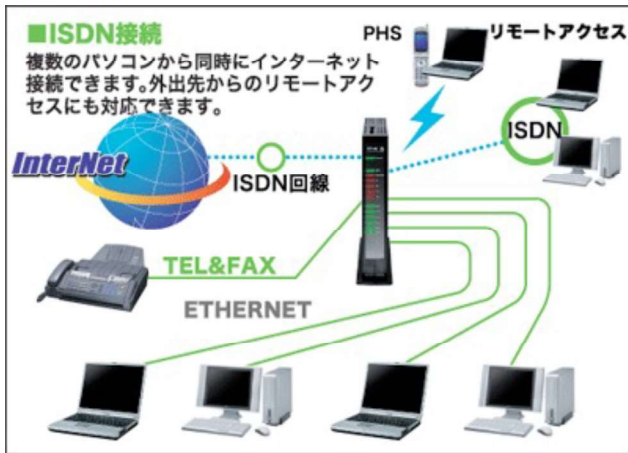 ■ISDN接続
複数のパソコンから同時にインターネット
接続できます。外出先からのリモートアク
セスにも対応できます。
PHS
リモートアクセス
ISDN
InterNet
ISDN回線
TEL&FAX
ETHERNET